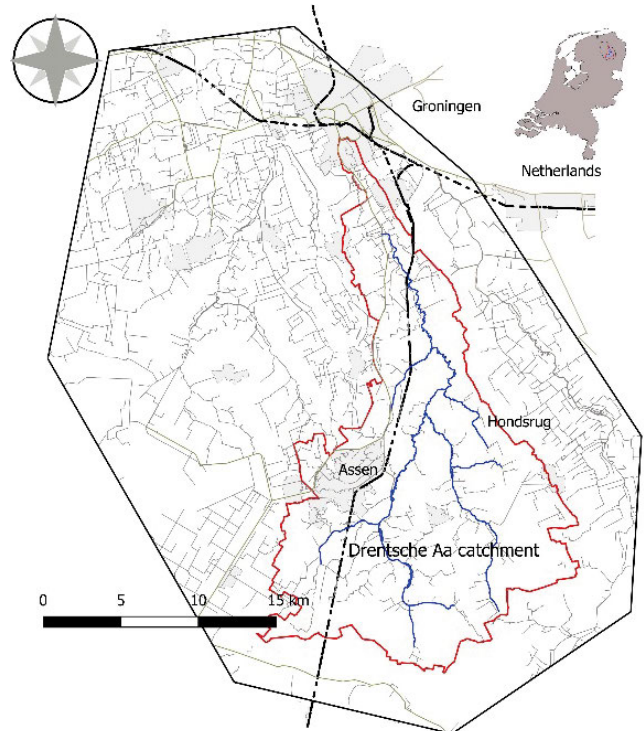 Groningen
Netherlands
Hondsrug
Assen
Drentsche Aa catchment
0 5 10 15 km